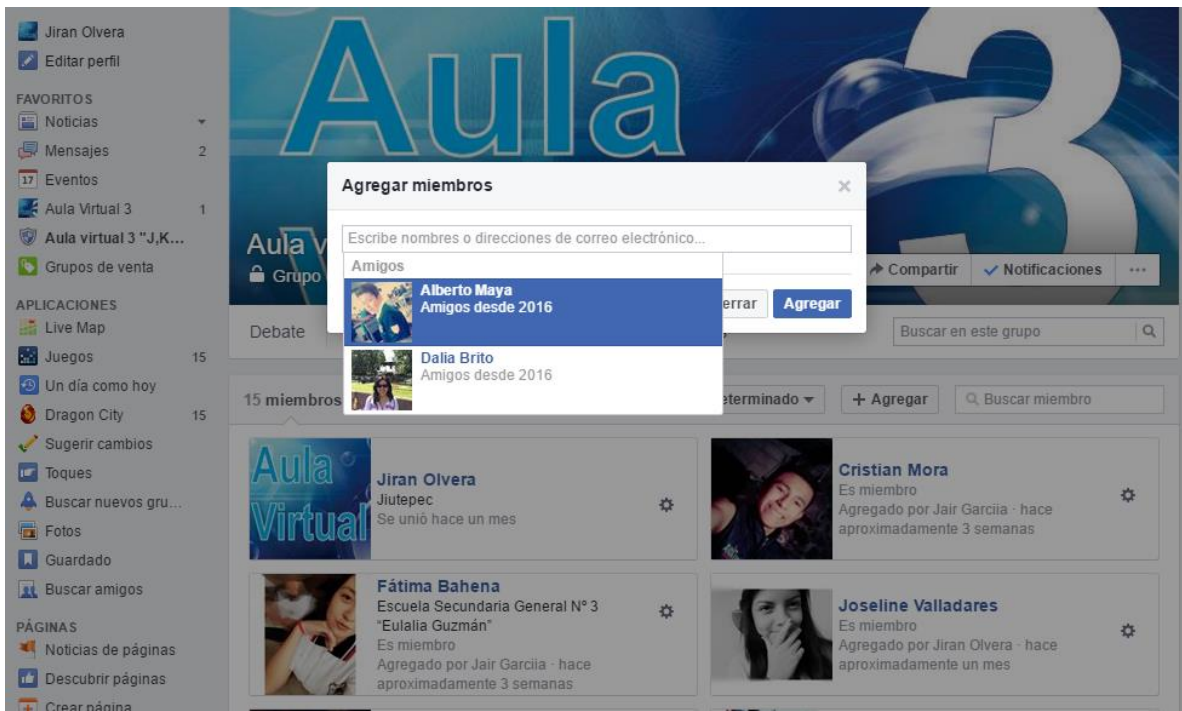 Jiran Olvera
Editar perfil
FAVORITOS
Noticias
Mensajes 2
17 Eventos
Aula Virtual 3 1
Aula virtual 3 "J,K...
Grupos de venta
APLICACIONES
Live Map
Juegos 15
Un día como hoy
Dragon City 15
Sugerir cambios
Toques
Buscar nuevos gru...
Fotos
Guardado
Buscar amigos
PÁGINAS
Noticias de páginas
Descubrir páginas
Crear página
Aula 3
Aula v
Grupo
Compartir
Notificaciones
...
Agregar miembros
Escribe nombres o direcciones de correo electrónico...
Amigos
Alberto Maya
Amigos desde 2016
Dalia Brito
Amigos desde 2016
errar
Agregar
Debate
Buscar en este grupo
15 miembros
eterminado
+ Agregar
Buscar miembro
Aula
Virtual
Jiran Olvera
Jiutepec
Se unió hace un mes
Cristian Mora
Es miembro
Agregado por Jair Garciia · hace
aproximadamente 3 semanas
Fátima Bahena
Escuela Secundaria General Nº 3
"Eulalia Guzmán"
Es miembro
Agregado por Jair Garciia · hace
aproximadamente 3 semanas
Joseline Valladares
Es miembro
Agregado por Jiran Olvera · hace
aproximadamente un mes